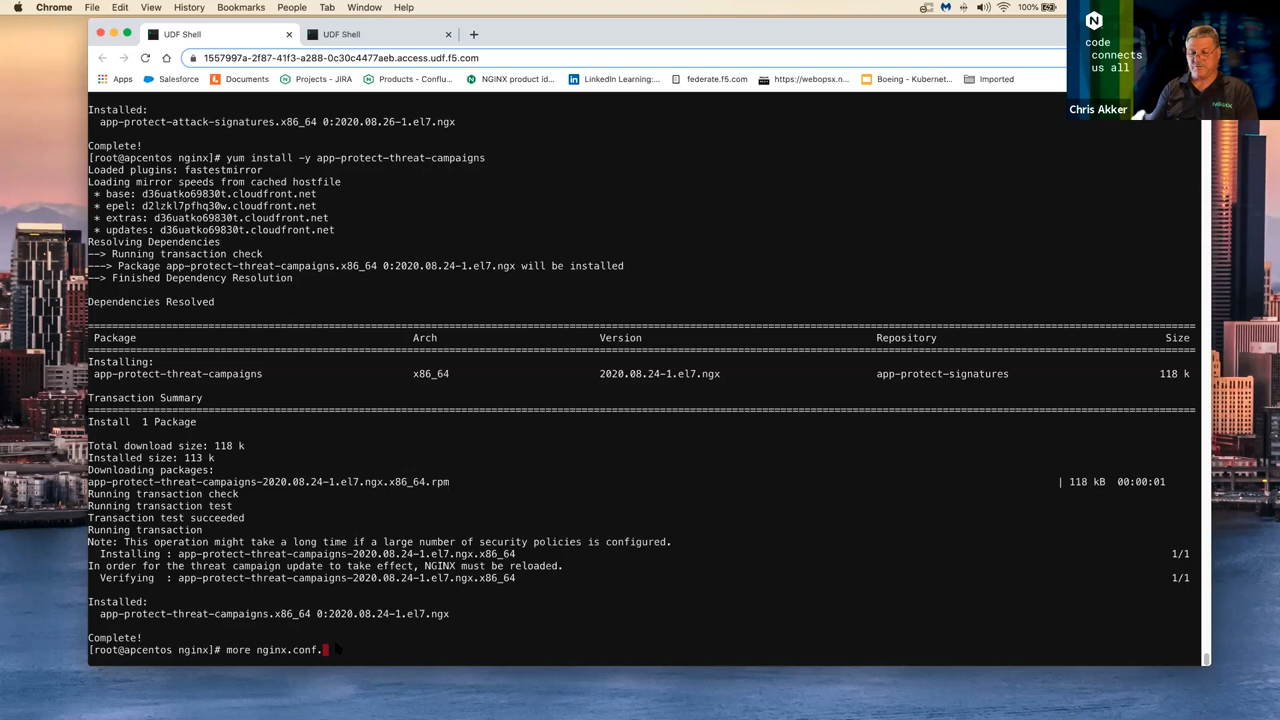 Chrome File Edit View History Bookmarks People Tab Window Help 100%
UDF Shell
UDF Shell
1557997a-2f87-41f3-a288-0c30c4477aeb.access.udf.f5.com
Apps Salesforce Documents Projects - JIRA Products - Conflu... NGINX product id... LinkedIn Learning:... federate.f5.com https://webopsx.n... Boeing - Kubernet... Imported
code
connects
us all
Chris Akker
Installed:
app-protect-attack-signatures.x86_64 0:2020.08.26-1.el7.ngx
Complete!
[root@apcentos nginx]# yum install -y app-protect-threat-campaigns
Loaded plugins: fastestmirror
Loading mirror speeds from cached hostfile
* base: d36uatko69830t.cloudfront.net
* epel: d2lzkl7pfhq30w.cloudfront.net
* extras: d36uatko69830t.cloudfront.net
* updates: d36uatko69830t.cloudfront.net
Resolving Dependencies
--> Running transaction check
---> Package app-protect-threat-campaigns.x86_64 0:2020.08.24-1.el7.ngx will be installed
--> Finished Dependency Resolution
Dependencies Resolved
Package Arch Version Repository Size
Installing:
app-protect-threat-campaigns x86_64 2020.08.24-1.el7.ngx app-protect-signatures 118 k
Transaction Summary
Install 1 Package
Total download size: 118 k
Installed size: 113 k
Downloading packages:
app-protect-threat-campaigns-2020.08.24-1.el7.ngx.x86_64.rpm | 118 kB 00:00:01
Running transaction check
Running transaction test
Transaction test succeeded
Running transaction
Note: This operation might take a long time if a large number of security policies is configured.
Installing : app-protect-threat-campaigns-2020.08.24-1.el7.ngx.x86_64 1/1
In order for the threat campaign update to take effect, NGINX must be reloaded.
Verifying : app-protect-threat-campaigns-2020.08.24-1.el7.ngx.x86_64 1/1
Installed:
app-protect-threat-campaigns.x86_64 0:2020.08.24-1.el7.ngx
Complete!
[root@apcentos nginx]# more nginx.conf.